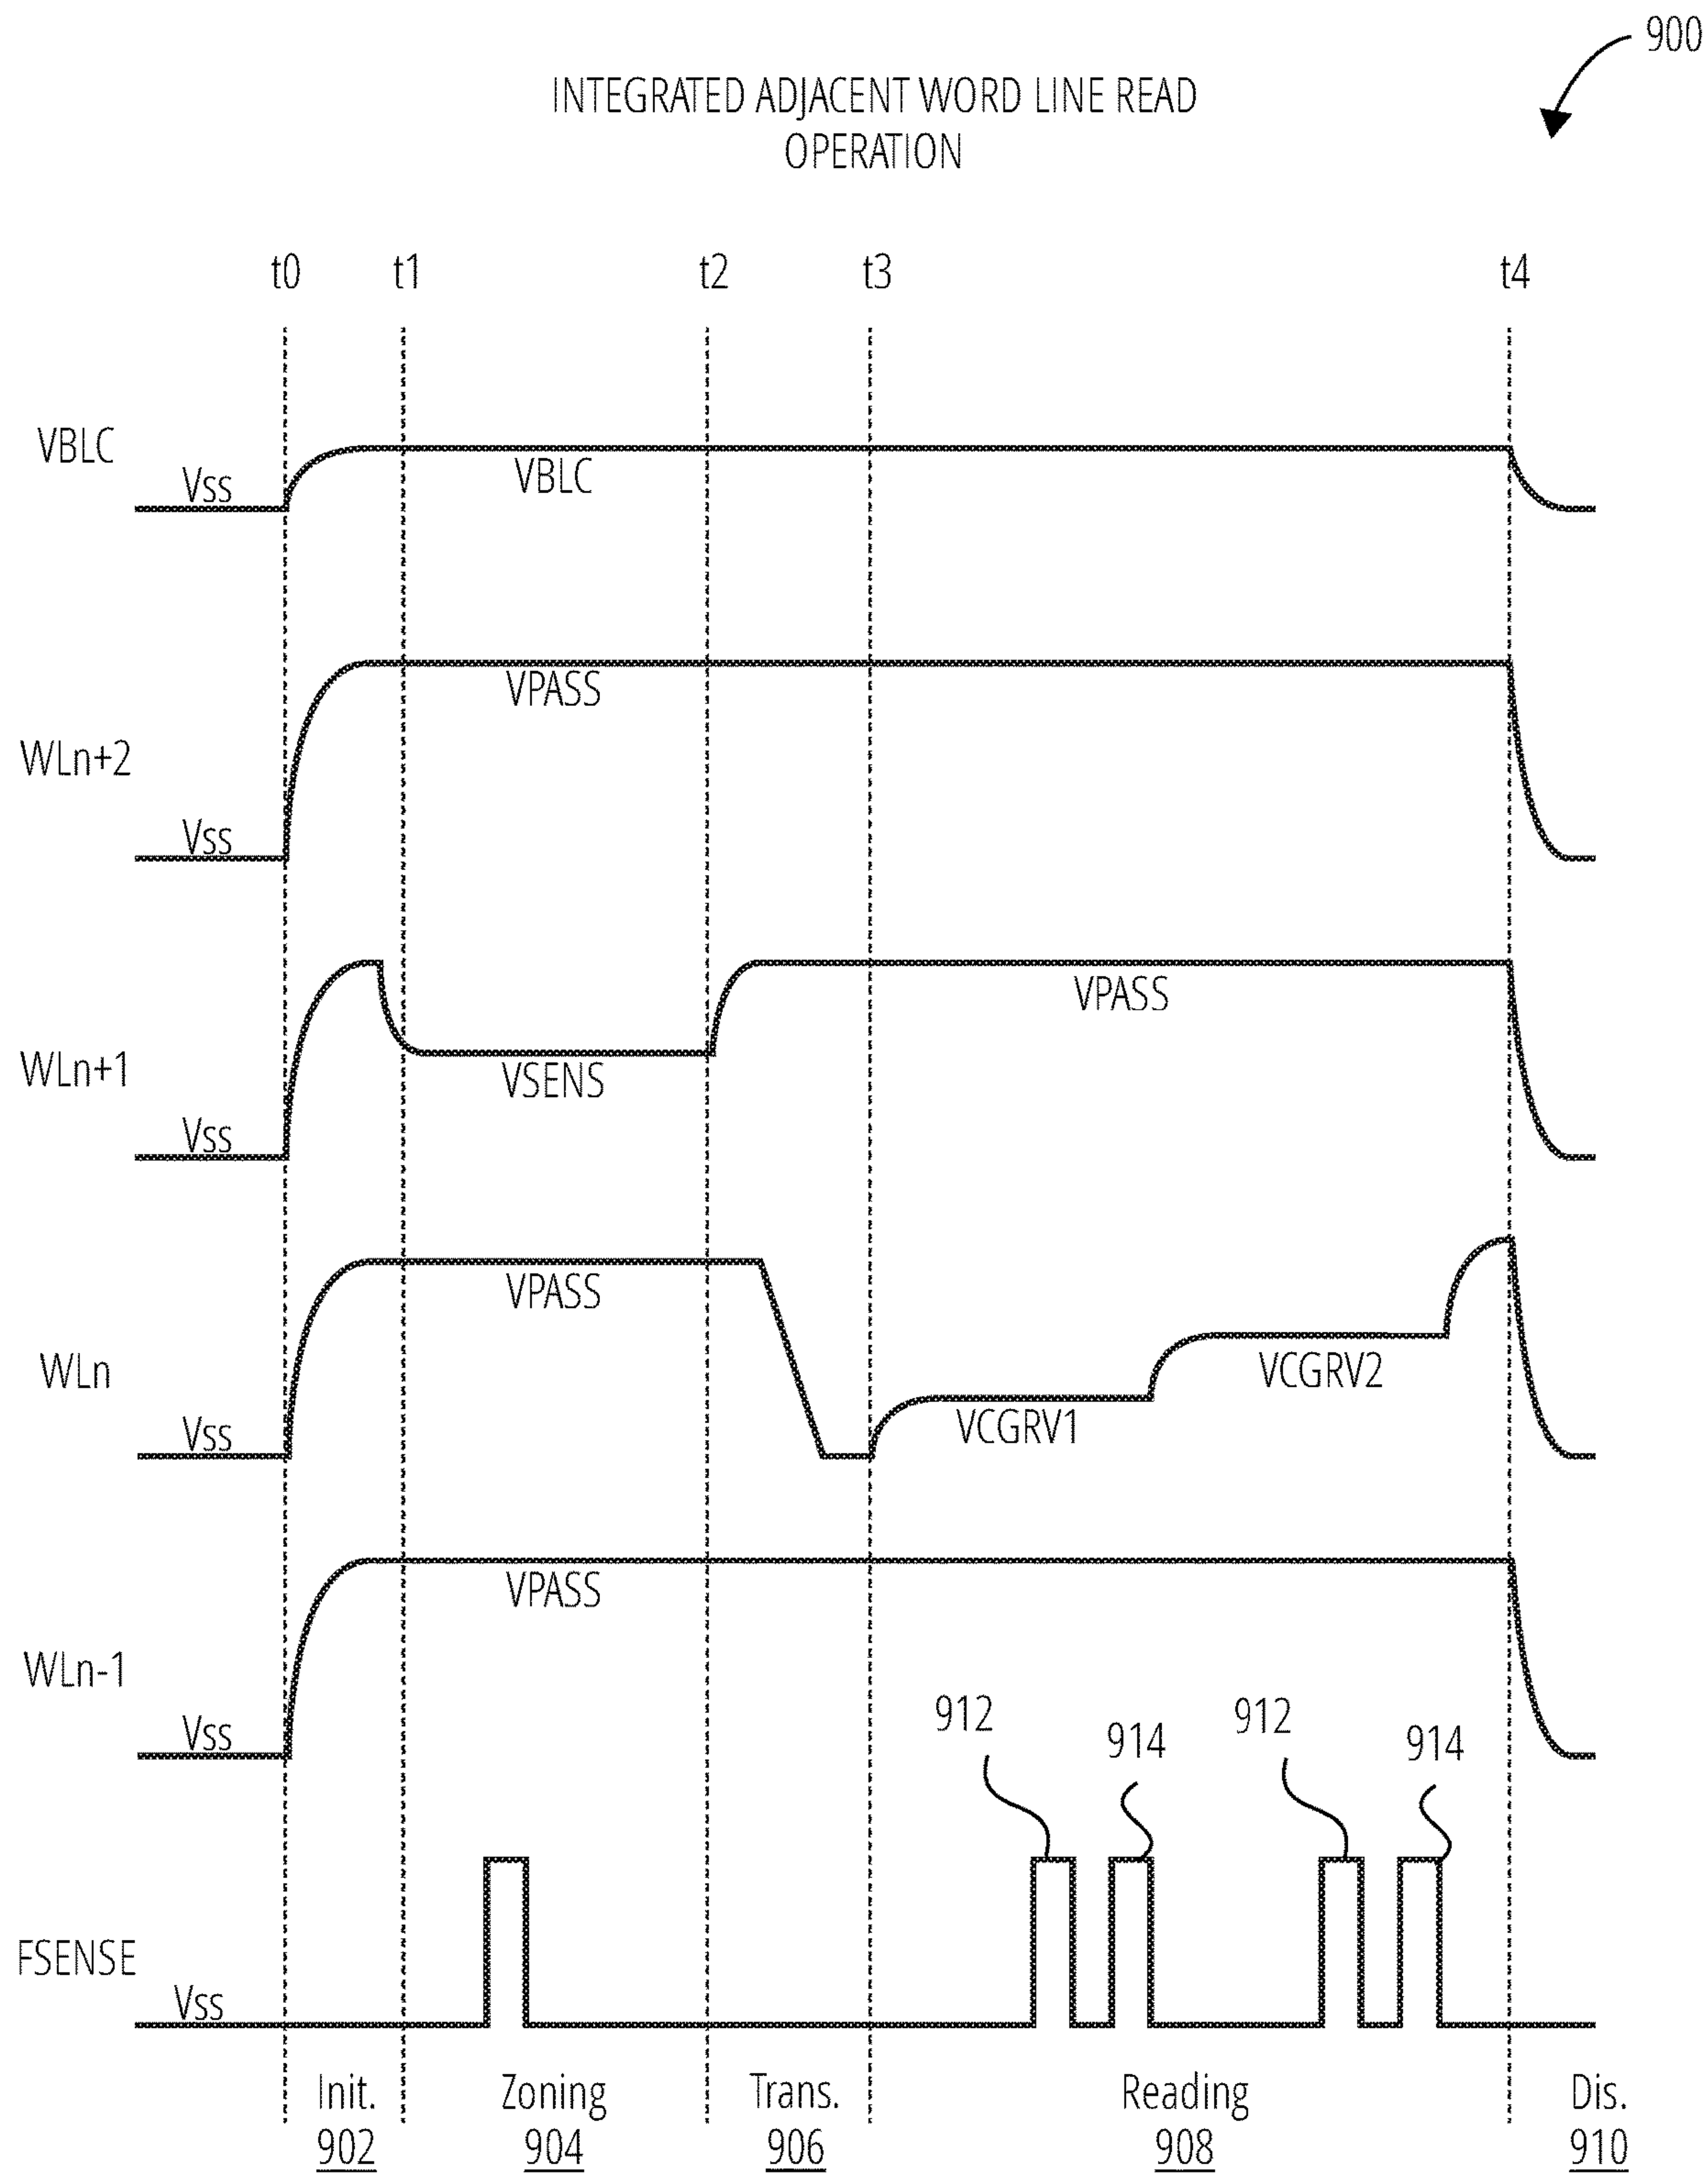 900
INTEGRATED ADJACENT WORD LINE READ
OPERATION
t0 t1 t2 t3 t4
VBLC
Vss
VBLC
VPASS
WLn+2
Vss
VPASS
WLn+1
VSENS
Vss
VPASS
WLn
VCGRV2
VCGRV1
Vss
VPASS
WLn-1
Vss
912 914 912 914
FSENSE
Vss
Init. Zoning Trans. Reading Dis.
902 904 906 908 910